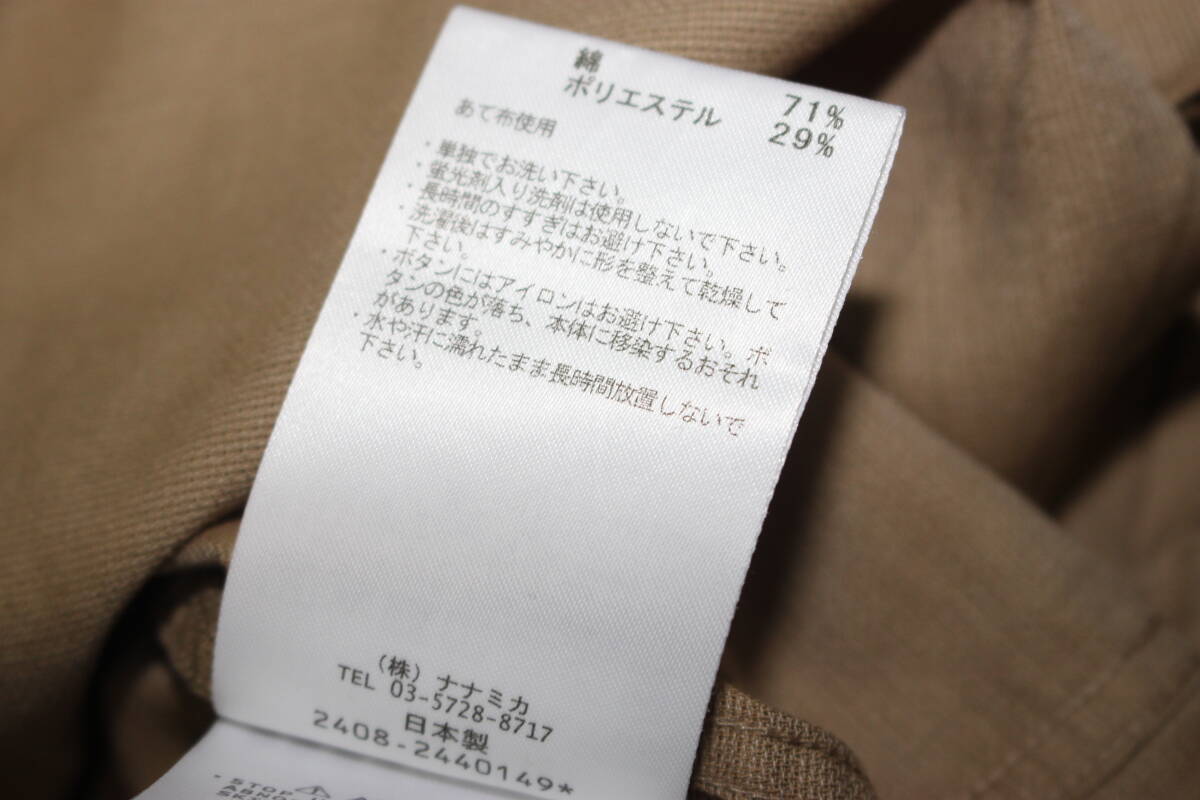 綿 71%
ポリエステル 29%
あて布使用
・単独でお洗い下さい。
・蛍光剤入り洗剤は使用しないで下さい。
・長時間のすすぎはお避け下さい。
・洗濯後はすみやかに形を整えて乾燥して
下さい。
・ボタンにはアイロンはお避け下さい。ボ
タンの色が落ち、本体に移染するおそれ
があります。
・水や汗に濡れたまま長時間放置しないで
下さい。
(株)ナナミカ
TEL 03-5728-8717
日本製
2408-2440149*
・STOP